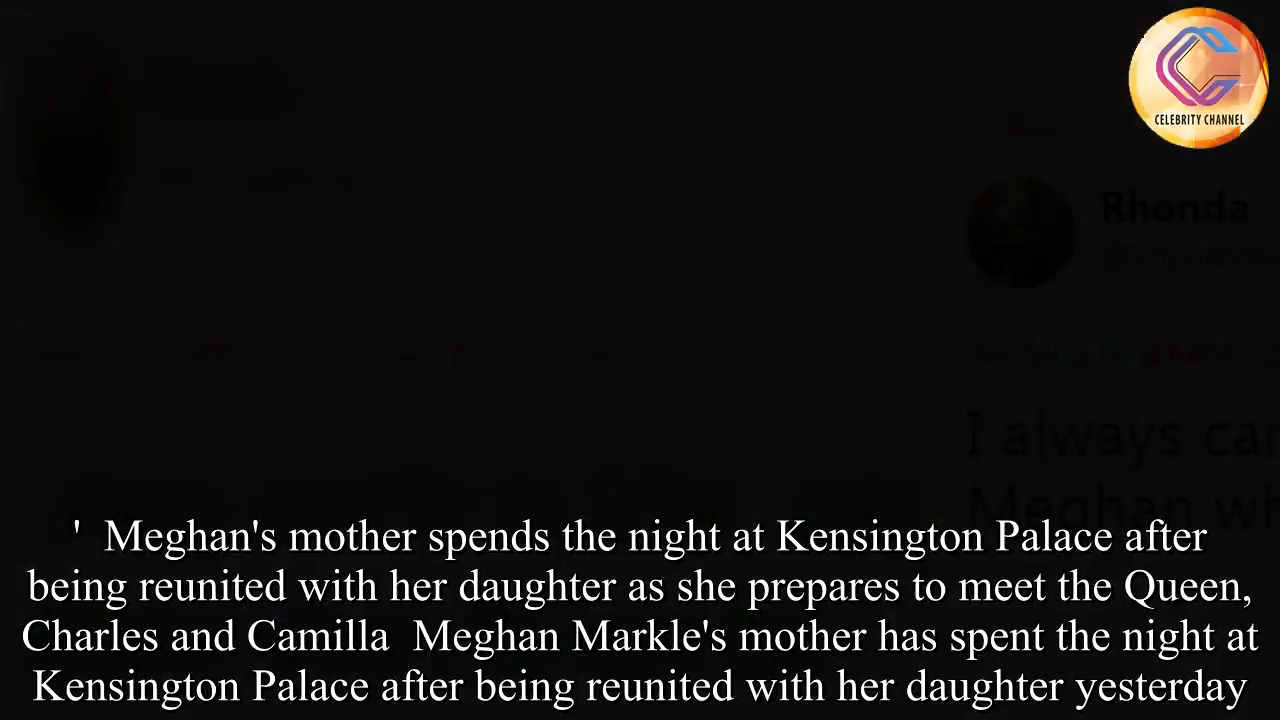 CELEBRITY CHANNEL
Rhonda
I always
Meghan
' Meghan's mother spends the night at Kensington Palace after
being reunited with her daughter as she prepares to meet the Queen,
Charles and Camilla Meghan Markle's mother has spent the night at
Kensington Palace after being reunited with her daughter yesterday